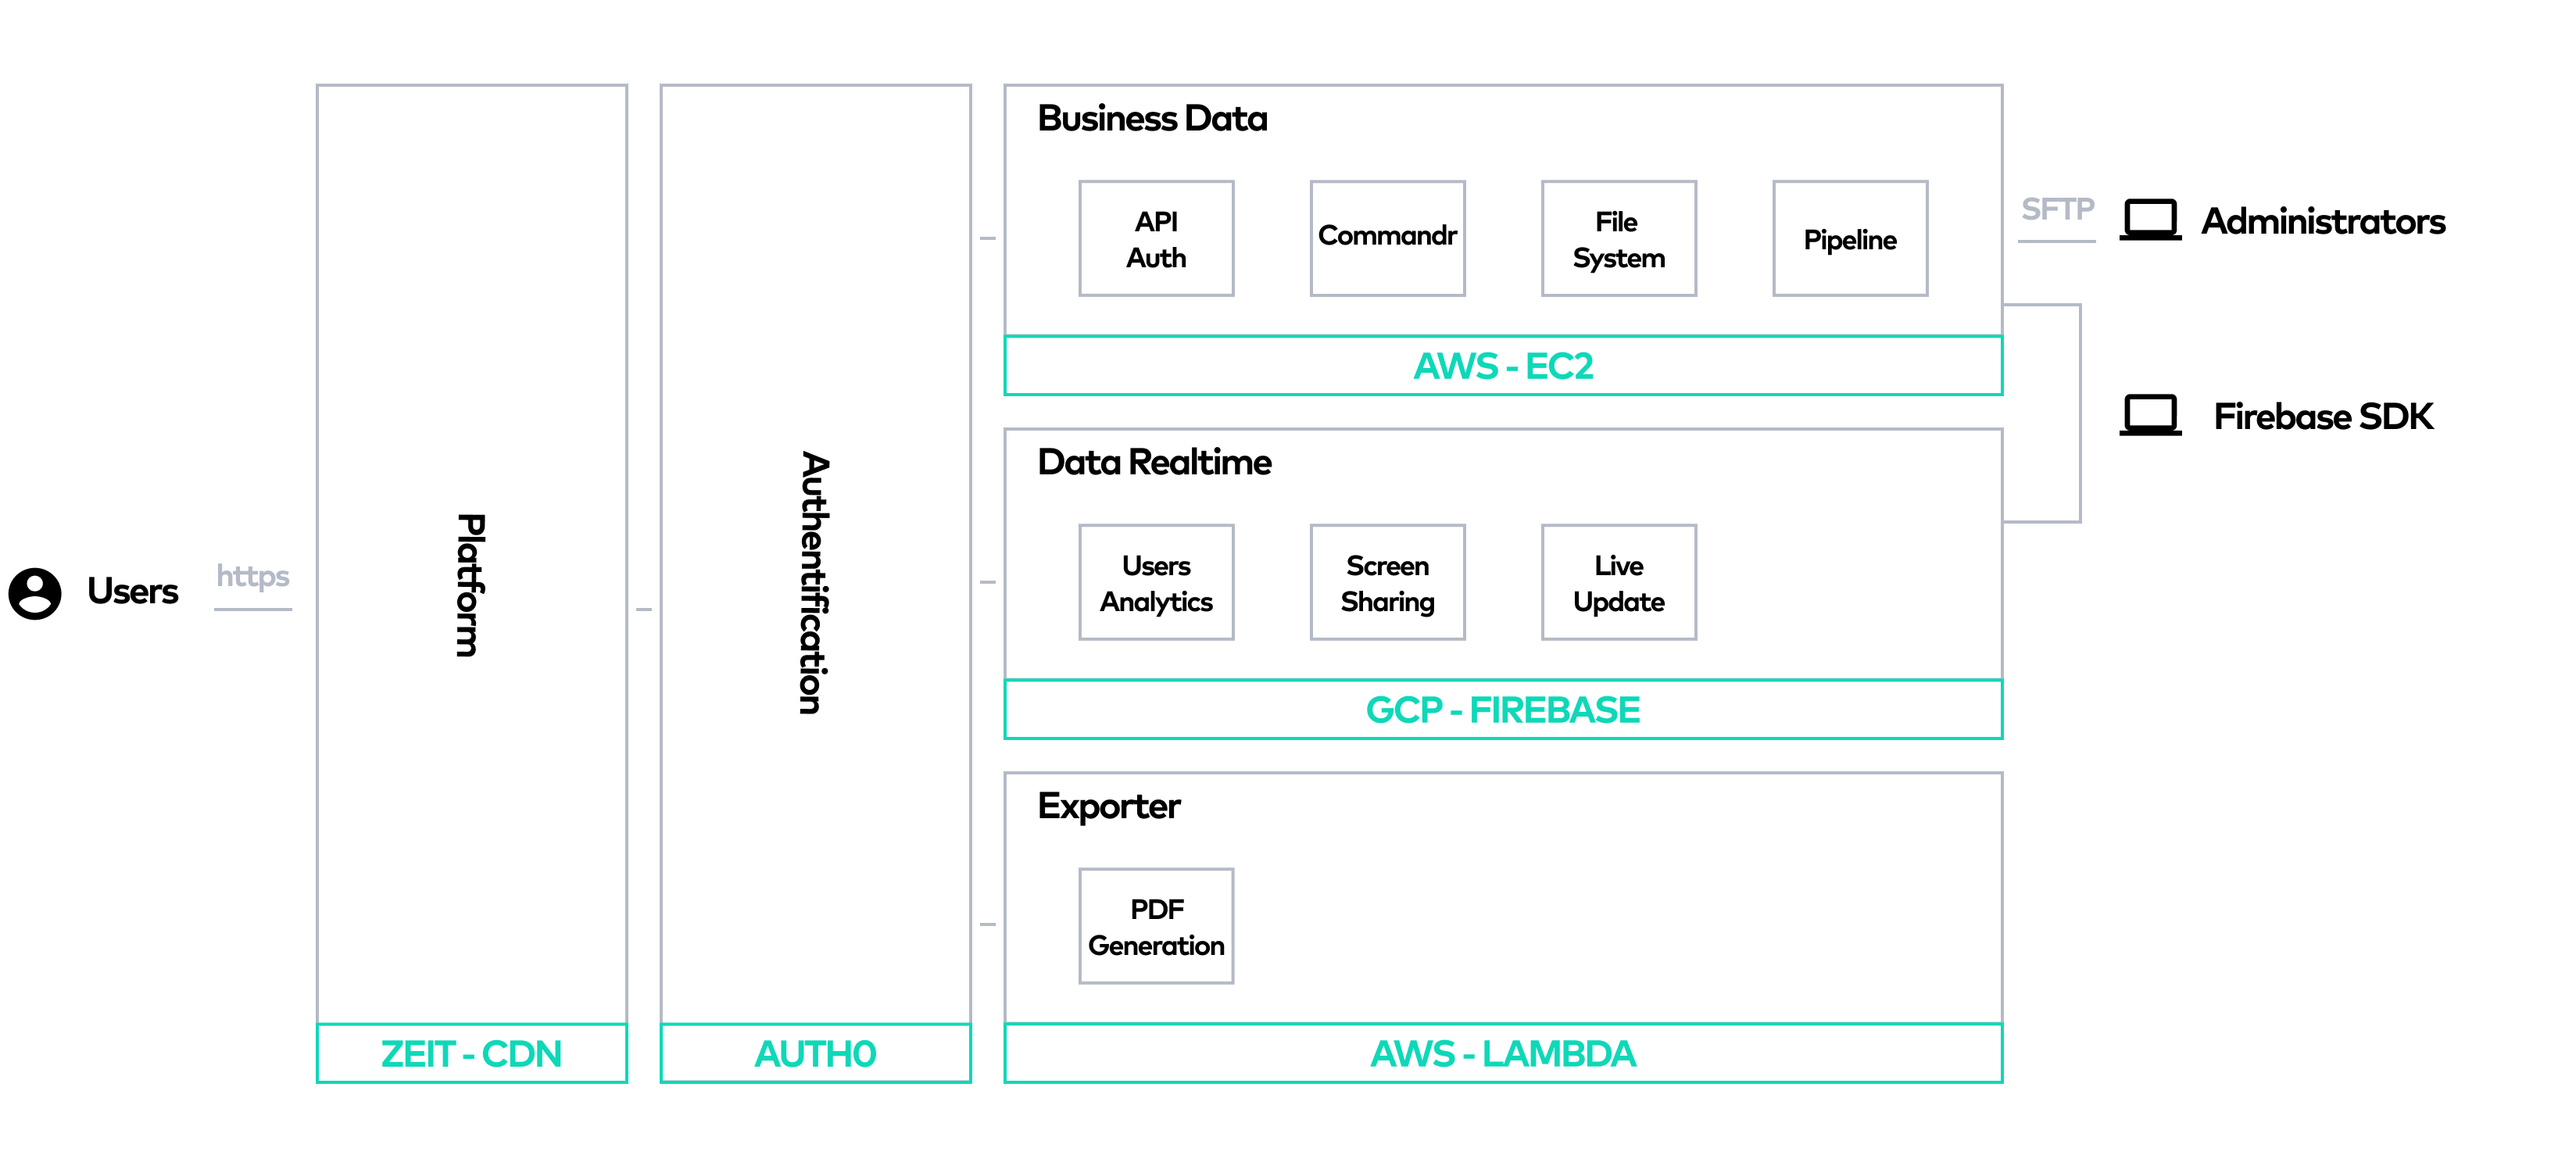 Users
https
Platform
ZEIT - CDN
Authentification
AUTH0
Business Data
API
Auth
Commandr
File
System
Pipeline
AWS - EC2
Data Realtime
Users
Analytics
Screen
Sharing
Live
Update
GCP - FIREBASE
Exporter
PDF
Generation
AWS - LAMBDA
SFTP
Administrators
Firebase SDK